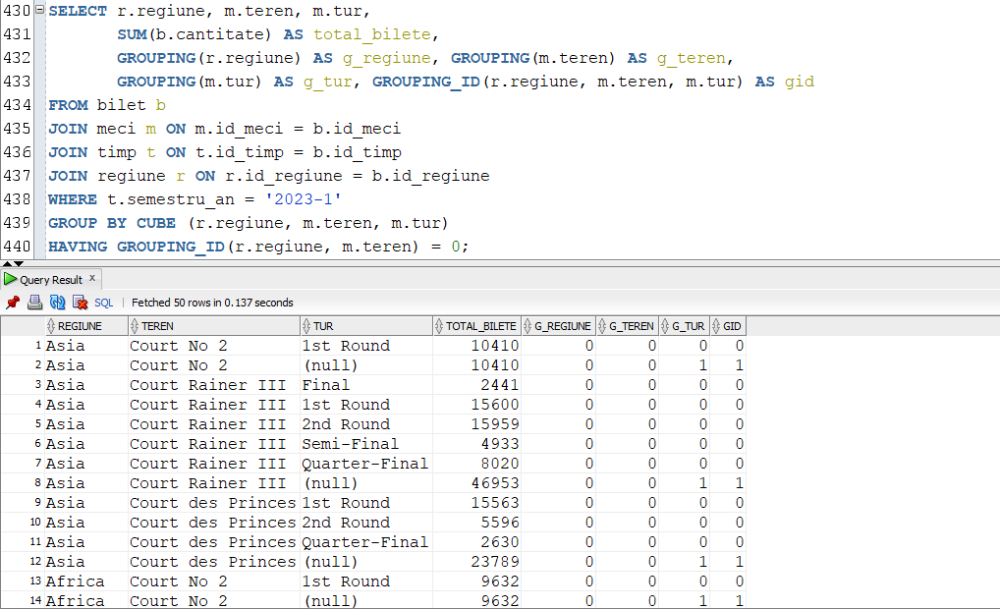 430 SELECT r.regiune, m.teren, m.tur,
431 SUM(b.cantitate) AS total_bilete,
432 GROUPING(r.regiune) AS g_regiune, GROUPING(m.teren) AS g_teren,
433 GROUPING(m.tur) AS g_tur, GROUPING_ID(r.regiune, m.teren, m.tur) AS gid
434 FROM bilet b
435 JOIN meci m ON m.id_meci = b.id_meci
436 JOIN timp t ON t.id_timp = b.id_timp
437 JOIN regiune r ON r.id_regiune = b.id_regiune
438 WHERE t.semestru_an = '2023-1'
439 GROUP BY CUBE (r.regiune, m.teren, m.tur)
440 HAVING GROUPING_ID(r.regiune, m.teren) = 0;
Query Result x
SQL | Fetched 50 rows in 0.137 seconds
REGIUNE TEREN TUR TOTAL_BILETE G_REGIUNE G_TEREN G_TUR GID
1 Asia Court No 2 1st Round 10410 0 0 0 0
2 Asia Court No 2 (null) 10410 0 0 1 1
3 Asia Court Rainer III Final 2441 0 0 0 0
4 Asia Court Rainer III 1st Round 15600 0 0 0 0
5 Asia Court Rainer III 2nd Round 15959 0 0 0 0
6 Asia Court Rainer III Semi-Final 4933 0 0 0 0
7 Asia Court Rainer III Quarter-Final 8020 0 0 0 0
8 Asia Court Rainer III (null) 46953 0 0 1 1
9 Asia Court des Princes 1st Round 15563 0 0 0 0
10 Asia Court des Princes 2nd Round 5596 0 0 0 0
11 Asia Court des Princes Quarter-Final 2630 0 0 0 0
12 Asia Court des Princes (null) 23789 0 0 1 1
13 Africa Court No 2 1st Round 9632 0 0 0 0
14 Africa Court No 2 (null) 9632 0 0 1 1